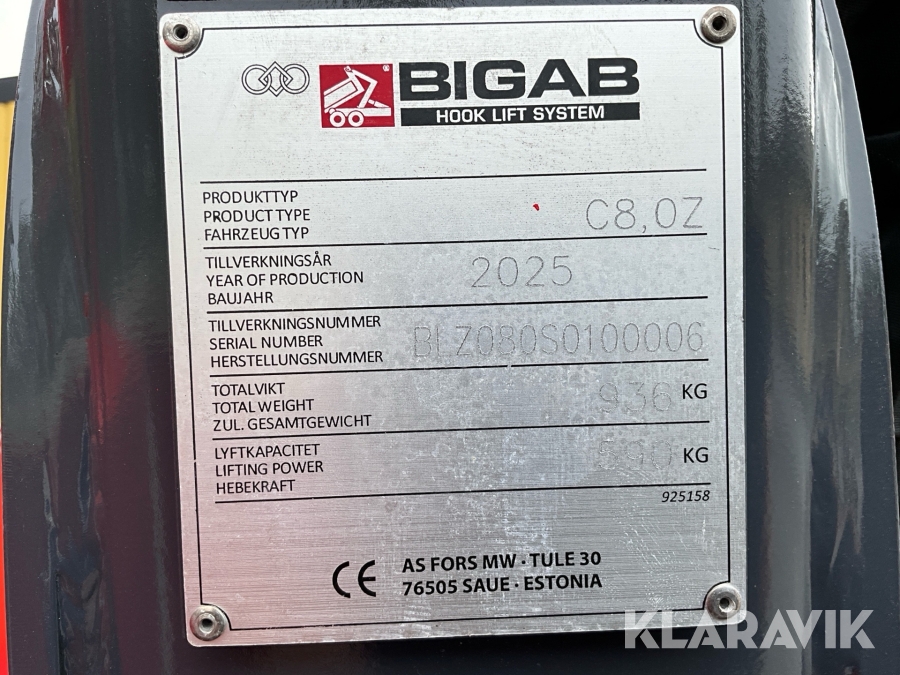 BIGAB
HOOK LIFT SYSTEM
PRODUKTTYP
PRODUCT TYPE
FAHRZEUG TYP
C8,0Z
TILLVERKNINGSÅR
YEAR OF PRODUCTION
BAUJAHR
2025
TILLVERKNINGSNUMMER
SERIAL NUMBER
HERSTELLUNGSNUMMER
BLZ080S0100006
TOTALVIKT
TOTAL WEIGHT
ZUL. GESAMTGEWICHT
936 KG
LYFTKAPACITET
LIFTING POWER
HEBEKRAFT
KG
925158
CE
AS FORS MW · TULE 30
76505 SAUE · ESTONIA
KLARAVIK